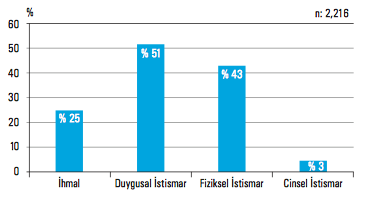 %
n: 2,216
60
50
40
30
20
10
0
% 25
% 51
% 43
% 3
İhmal
Duygusal İstismar
Fiziksel İstismar
Cinsel İstismar